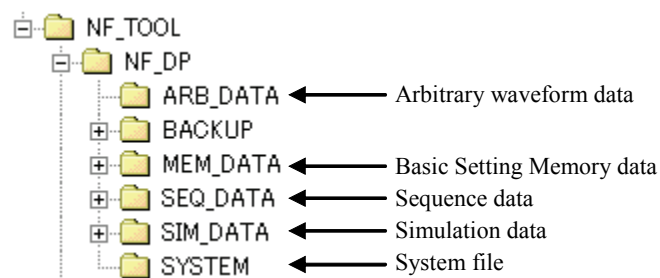 NF_TOOL
NF_DP
ARB_DATA Arbitrary waveform data
BACKUP
MEM_DATA Basic Setting Memory data
SEQ_DATA Sequence data
SIM_DATA Simulation data
SYSTEM System file